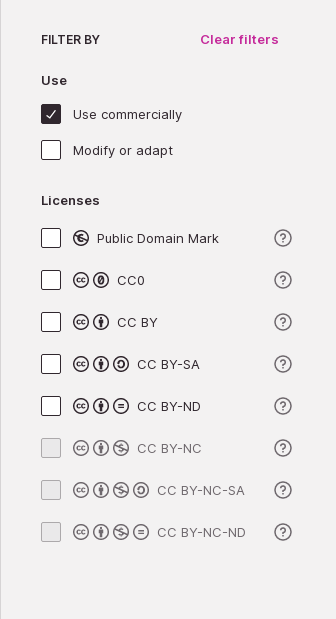 FILTER BY Clear filters
Use
Use commercially
Modify or adapt
Licenses
Public Domain Mark
CC0
CC BY
CC BY-SA
CC BY-ND
CC BY-NC
CC BY-NC-SA
CC BY-NC-ND